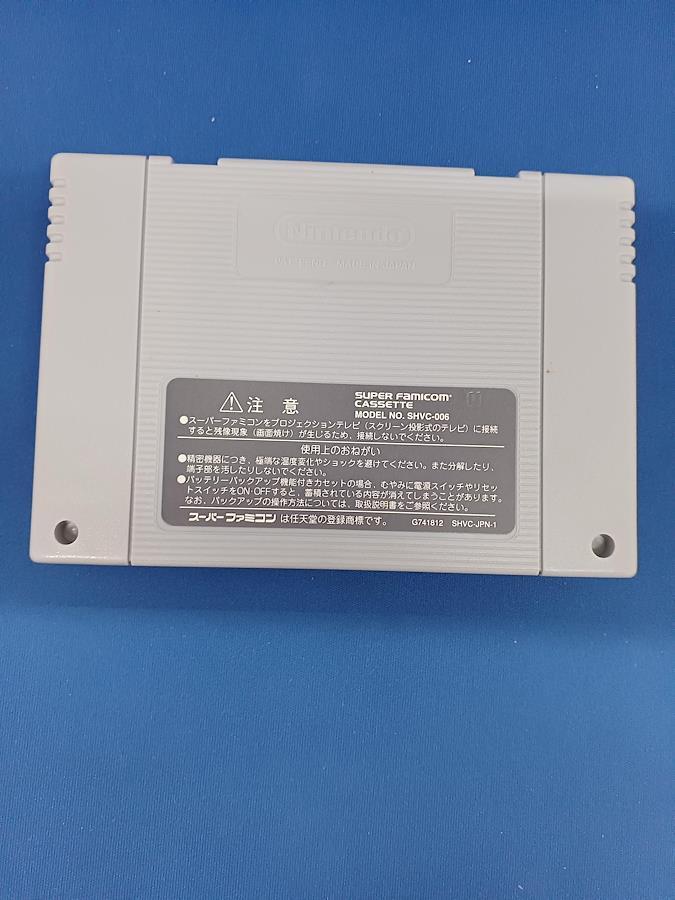 Nintendo
PAT. PEND. MADE IN JAPAN
⚠注 意
SUPER FAMICOM
CASSETTE
MODEL NO. SHVC-006
●スーパーファミコンをプロジェクションテレビ(スクリーン投影式のテレビ)に接続
すると残像現象(画面焼け)が生じるため、接続しないでください。
使用上のおねがい
●精密機器につき、極端な温度変化やショックを避けてください。また分解したり、
端子部を汚したりしないでください。
●バッテリーバックアップ機能付きカセットの場合、むやみに電源スイッチやリセッ
トスイッチをON・OFFすると、蓄積されている内容が消えてしまうことがあります。
なお、バックアップの操作方法については、取扱説明書をご参照ください。
スーパーファミコン は任天堂の登録商標です。 G741812 SHVC-JPN-1